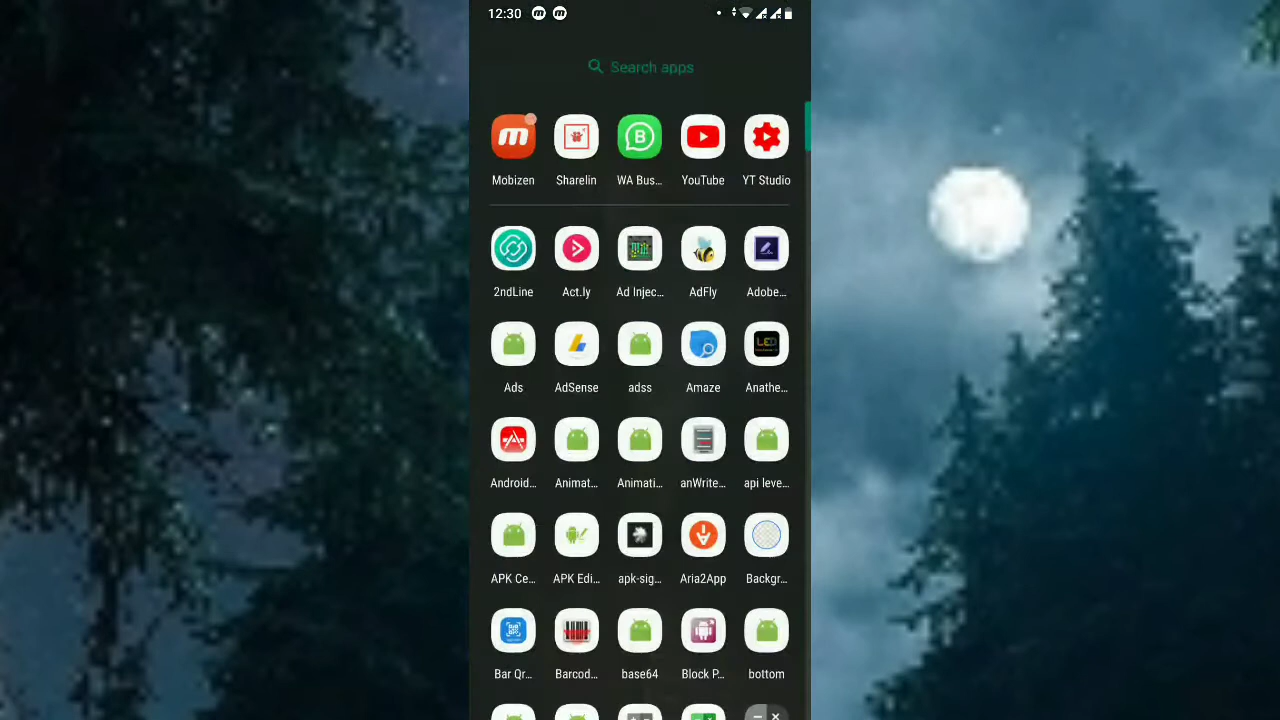 12:30
Search apps
Mobizen Sharelin WA Bus... YouTube YT Studio
2ndLine Act.ly Ad Injec... AdFly Adobe...
Ads AdSense adss Amaze Anathe...
Android... Animat... Animati... anWrite... api leve...
APK Ce... APK Edi... apk-sig... Aria2App Backgr...
Bar Qr... Barcod... base64 Block P... bottom